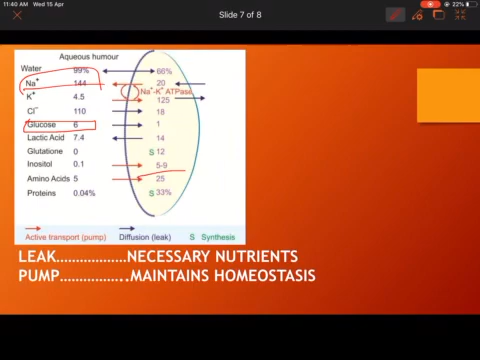 11:40 AM Wed 15 Apr
22%
Slide 7 of 8
Aqueous humour
Water 99% 66%
Na+ 144 20
Na+-K+ ATPase
K+ 4.5 125
Cl− 110 18
Glucose 6 1
Lactic Acid 7.4 14
Glutatione 0 S 12
Inositol 0.1 5-9
Amino Acids 5 25
Proteins 0.04% S 33%
Active transport (pump) Diffusion (leak) S Synthesis
LEAK..................NECESSARY NUTRIENTS
PUMP..................MAINTAINS HOMEOSTASIS